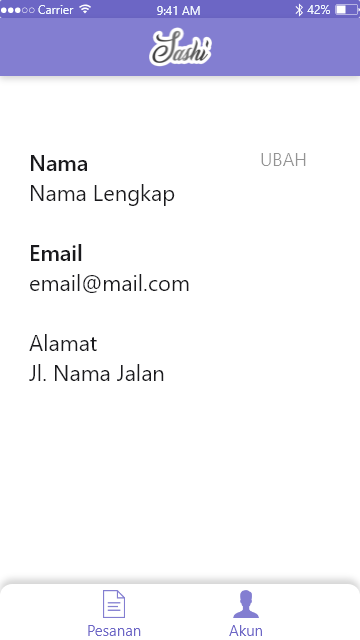 Carrier 9:41 AM 42%
Sashi
Nama UBAH
Nama Lengkap
Email
email@mail.com
Alamat
Jl. Nama Jalan
Pesanan Akun